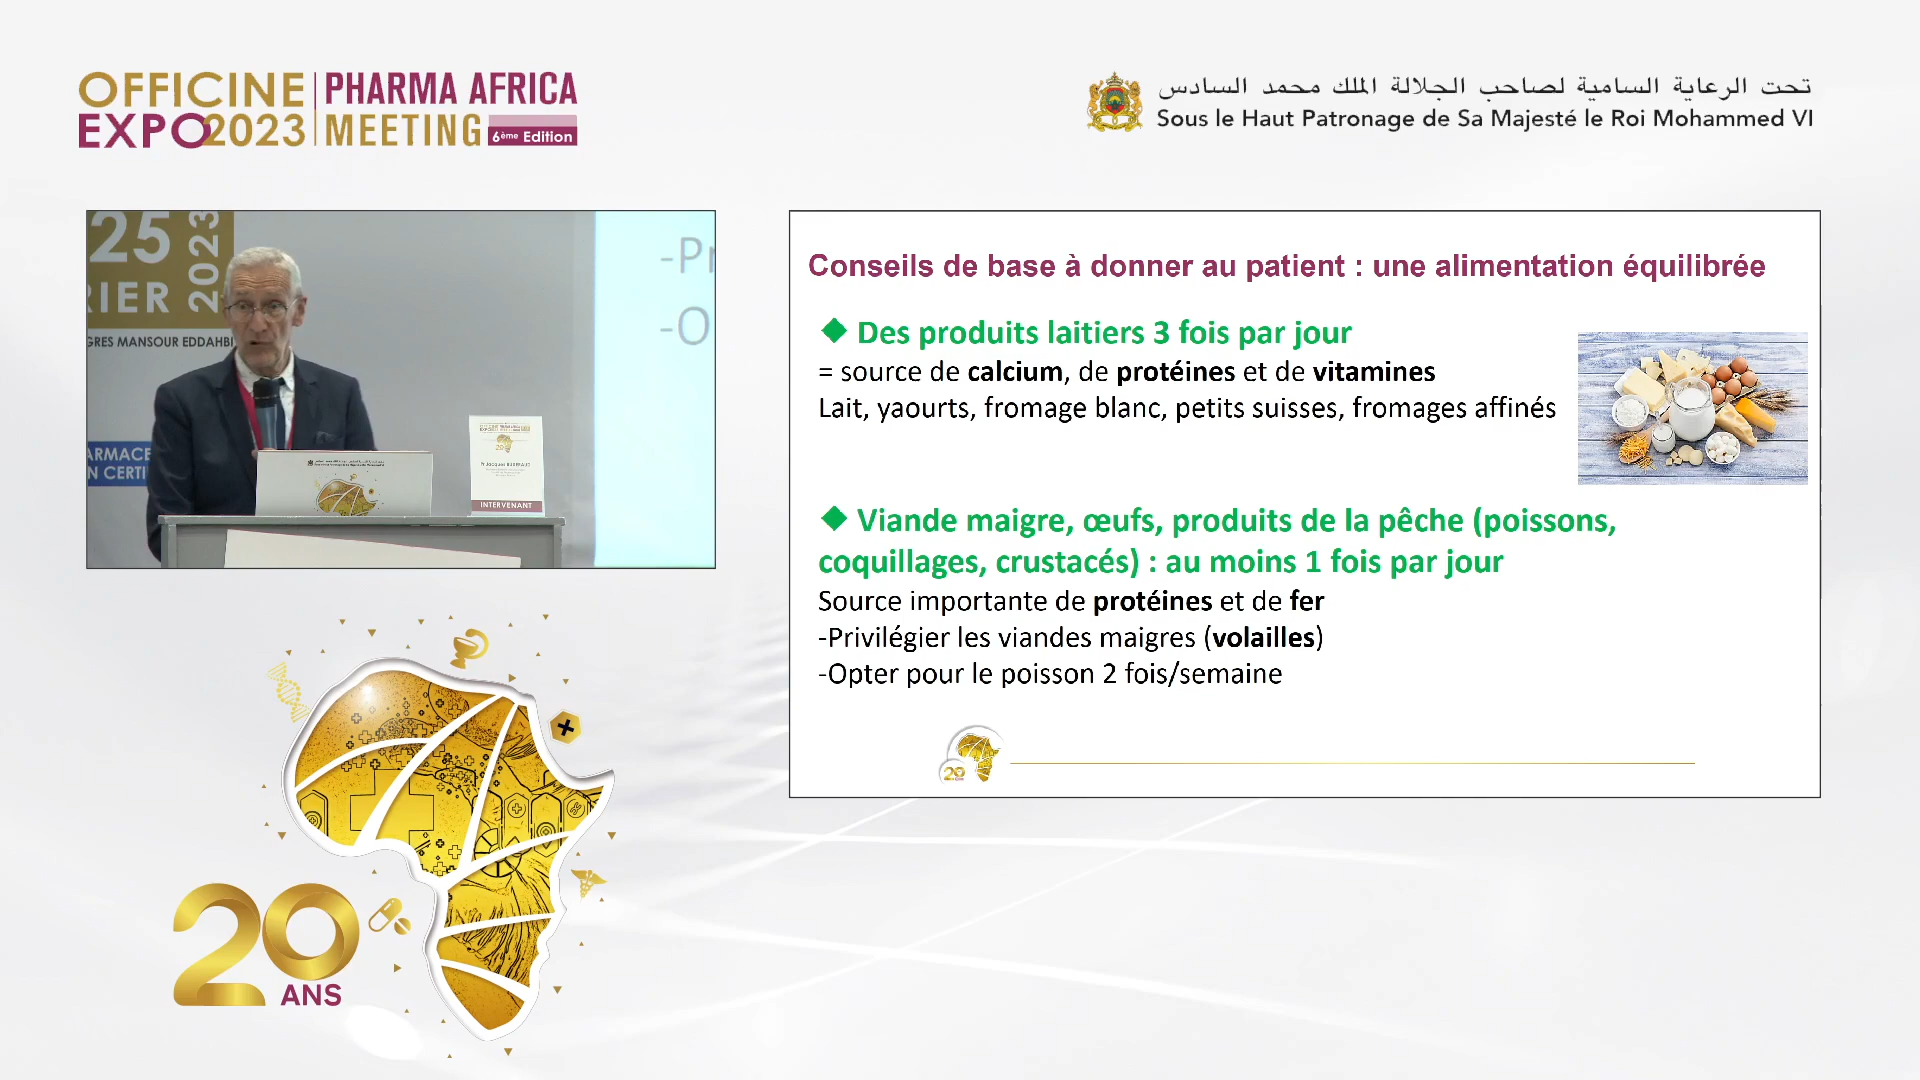 OFFICINE
EXPO2023
PHARMA AFRICA
MEETING
6ème Edition
تحت الرعاية السامية لصاحب الجلالة الملك محمد السادس
Sous le Haut Patronage de Sa Majesté le Roi Mohammed VI
25
2023
RIER
GRES MANSOUR EDDAHBI
ARMACE
N CERTI
-Pr
-O
INTERVENANT
Conseils de base à donner au patient : une alimentation équilibrée
◆ Des produits laitiers 3 fois par jour
= source de calcium, de protéines et de vitamines
Lait, yaourts, fromage blanc, petits suisses, fromages affinés
◆ Viande maigre, œufs, produits de la pêche (poissons,
coquillages, crustacés) : au moins 1 fois par jour
Source importante de protéines et de fer
-Privilégier les viandes maigres (volailles)
-Opter pour le poisson 2 fois/semaine
20
20
ANS